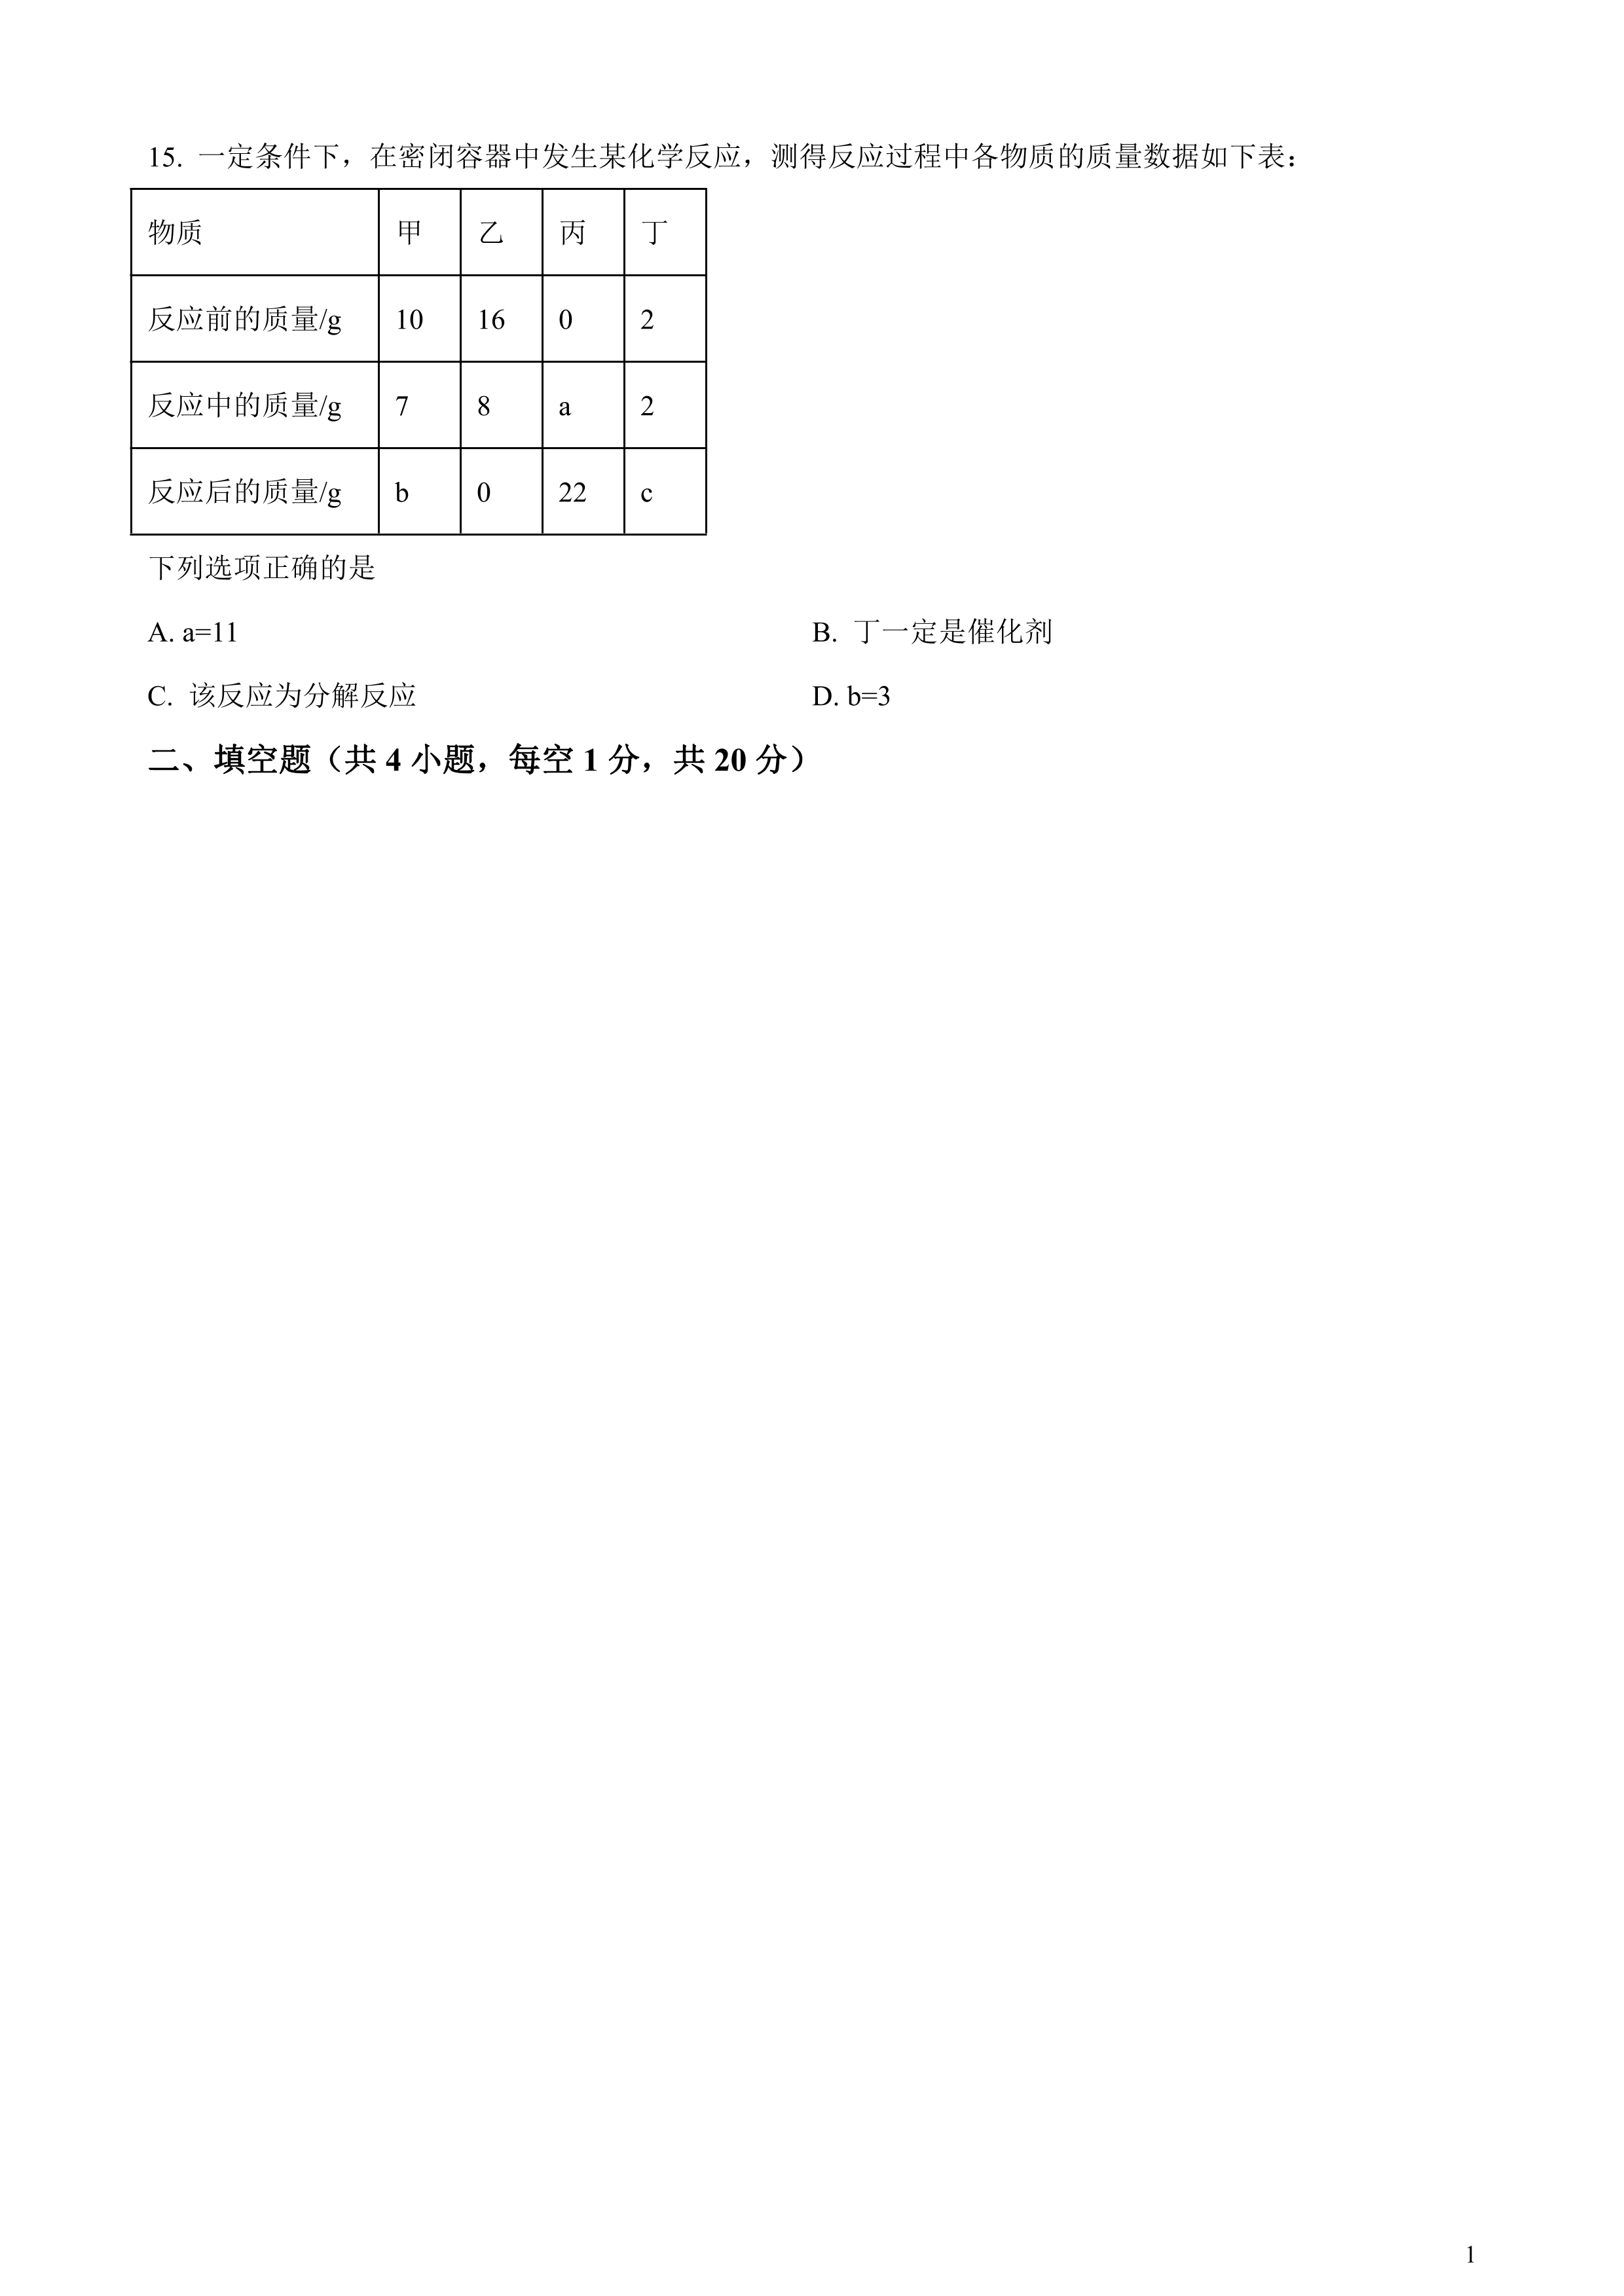 15. 一定条件下，在密闭容器中发生某化学反应，测得反应过程中各物质的质量数据如下表：
物质 甲 乙 丙 丁
反应前的质量/g 10 16 0 2
反应中的质量/g 7 8 a 2
反应后的质量/g b 0 22 c
下列选项正确的是
A. a=11 B. 丁一定是催化剂
C. 该反应为分解反应 D. b=3
二、填空题（共 4 小题，每空 1 分，共 20 分）
1